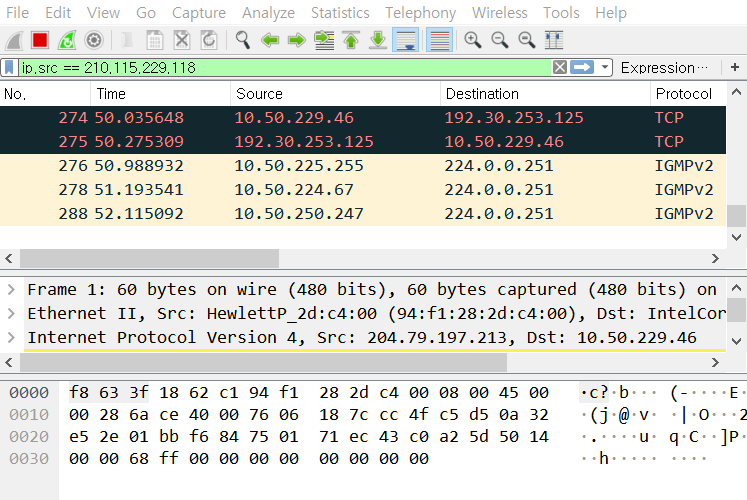 File Edit View Go Capture Analyze Statistics Telephony Wireless Tools Help
ip.src == 210.115.229.118 Expression… +
No. Time Source Destination Protocol
274 50.035648 10.50.229.46 192.30.253.125 TCP
275 50.275309 192.30.253.125 10.50.229.46 TCP
276 50.988932 10.50.225.255 224.0.0.251 IGMPv2
278 51.193541 10.50.224.67 224.0.0.251 IGMPv2
288 52.115092 10.50.250.247 224.0.0.251 IGMPv2
Frame 1: 60 bytes on wire (480 bits), 60 bytes captured (480 bits) on
Ethernet II, Src: HewlettP_2d:c4:00 (94:f1:28:2d:c4:00), Dst: IntelCor
Internet Protocol Version 4, Src: 204.79.197.213, Dst: 10.50.229.46
0000 f8 63 3f 18 62 c1 94 f1 28 2d c4 00 08 00 45 00 ·c?·b··· (-····E·
0010 00 28 6a ce 40 00 76 06 18 7c cc 4f c5 d5 0a 32 ·(j·@·v· ·|·O···2
0020 e5 2e 01 bb f6 84 75 01 71 ec 43 c0 a2 5d 50 14 ·.····u· q·C··]P·
0030 00 00 68 ff 00 00 00 00 00 00 00 00 ··h····· ····